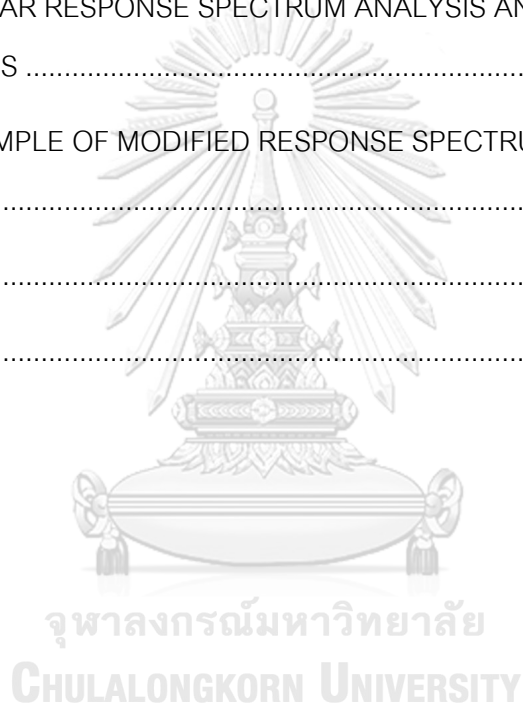 AR RESPONSE SPECTRUM ANALYSIS AN
S ................................................................
MPLE OF MODIFIED RESPONSE SPECTRU
....................................................................
....................................................................
....................................................................
จุฬาลงกรณ์มหาวิทยาลัย
CHULALONGKORN UNIVERSITY